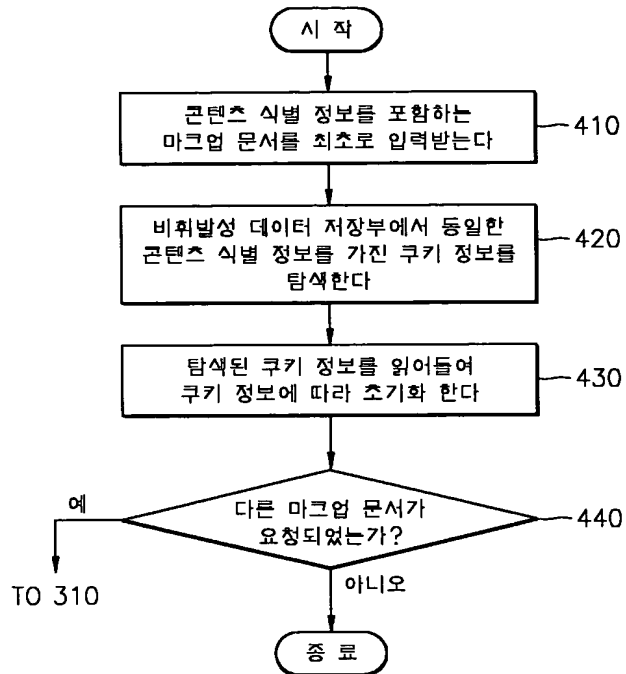 시 작
콘텐츠 식별 정보를 포함하는
마크업 문서를 최초로 입력받는다
410
비휘발성 데이터 저장부에서 동일한
콘텐츠 식별 정보를 가진 쿠키 정보를
탐색한다
420
탐색된 쿠키 정보를 읽어들여
쿠키 정보에 따라 초기화 한다
430
예
다른 마크업 문서가
요청되었는가?
440
TO 310
아니오
종 료